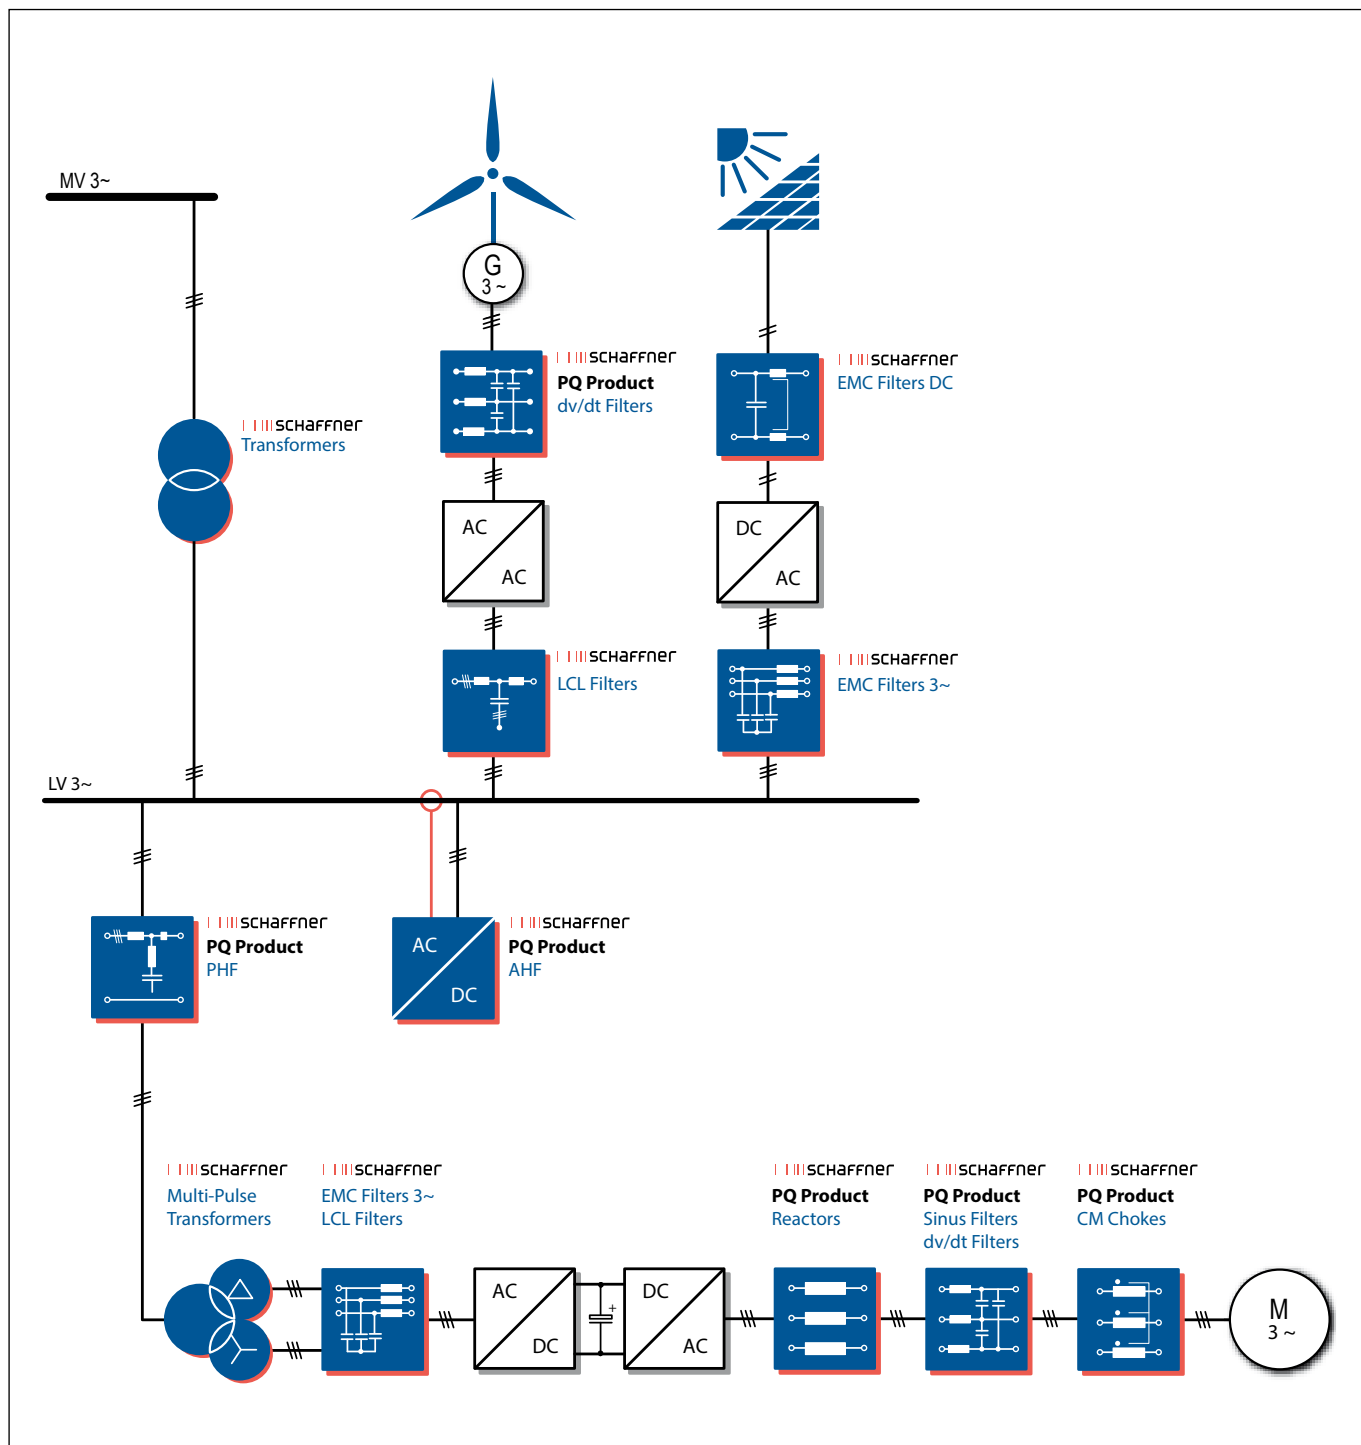 MV 3~
G
3 ~
SCHAFFNER
PQ Product
dv/dt Filters
SCHAFFNER
EMC Filters DC
SCHAFFNER
Transformers
AC
AC
DC
AC
SCHAFFNER
LCL Filters
SCHAFFNER
EMC Filters 3~
LV 3~
SCHAFFNER
PQ Product
PHF
AC
DC
SCHAFFNER
PQ Product
AHF
SCHAFFNER
Multi-Pulse
Transformers
SCHAFFNER
EMC Filters 3~
LCL Filters
SCHAFFNER
PQ Product
Reactors
SCHAFFNER
PQ Product
Sinus Filters
dv/dt Filters
SCHAFFNER
PQ Product
CM Chokes
AC
DC
+
DC
AC
M
3 ~